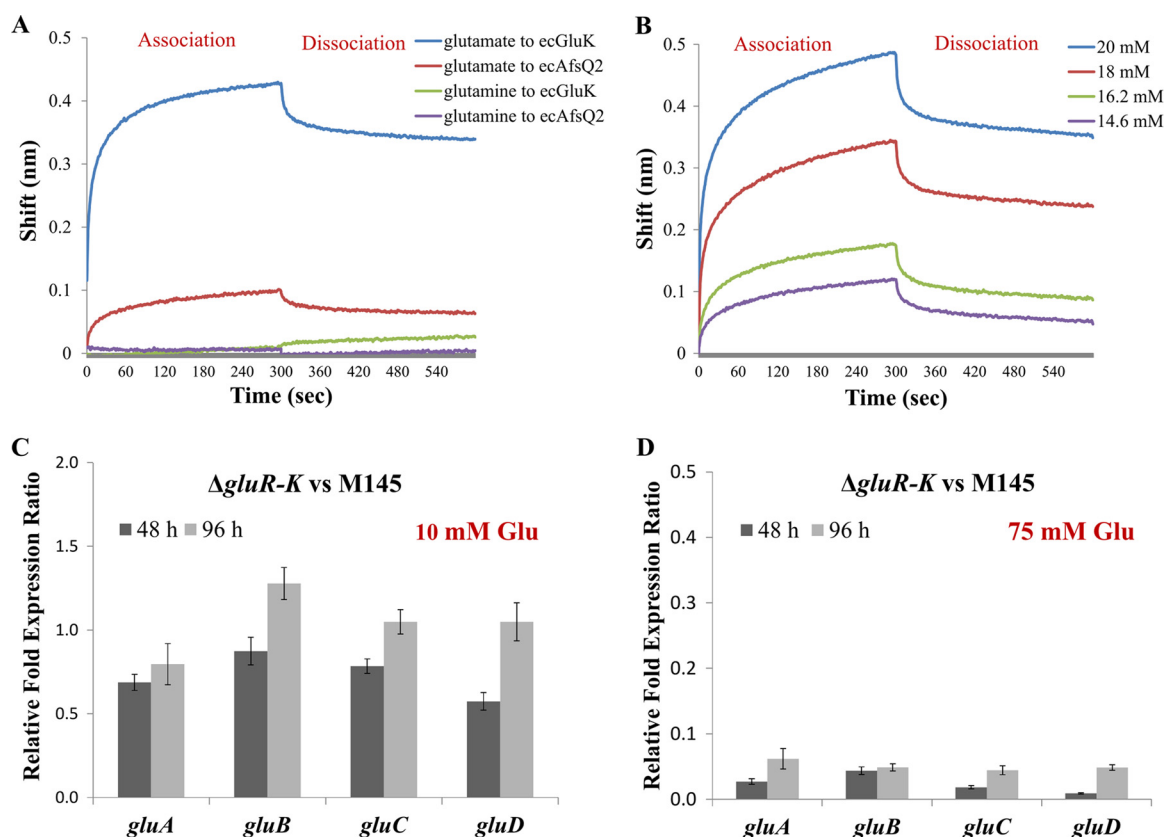 A
Association
Dissociation
glutamate to ecGluK
glutamate to ecAfsQ2
glutamine to ecGluK
glutamine to ecAfsQ2
Shift (nm)
0.5
0.4
0.3
0.2
0.1
0
0 60 120 180 240 300 360 420 480 540
Time (sec)
B
Association
Dissociation
20 mM
18 mM
16.2 mM
14.6 mM
Shift (nm)
0.5
0.4
0.3
0.2
0.1
0
0 60 120 180 240 300 360 420 480 540
Time (sec)
C
ΔgluR-K vs M145
48 h 96 h
10 mM Glu
Relative Fold Expression Ratio
2.0
1.5
1.0
0.5
0.0
gluA gluB gluC gluD
D
ΔgluR-K vs M145
48 h 96 h
75 mM Glu
Relative Fold Expression Ratio
0.5
0.4
0.3
0.2
0.1
0.0
gluA gluB gluC gluD